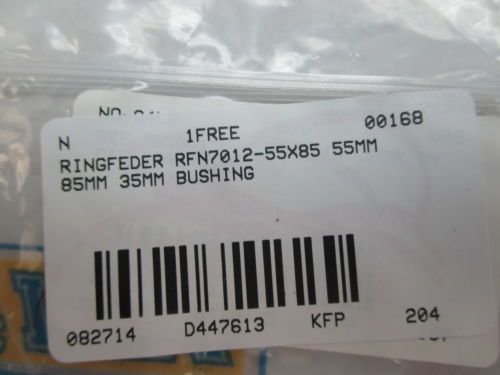 N 1FREE 00168
RINGFEDER RFN7012-55X85 55MM
85MM 35MM BUSHING
082714 D447613 KFP 204